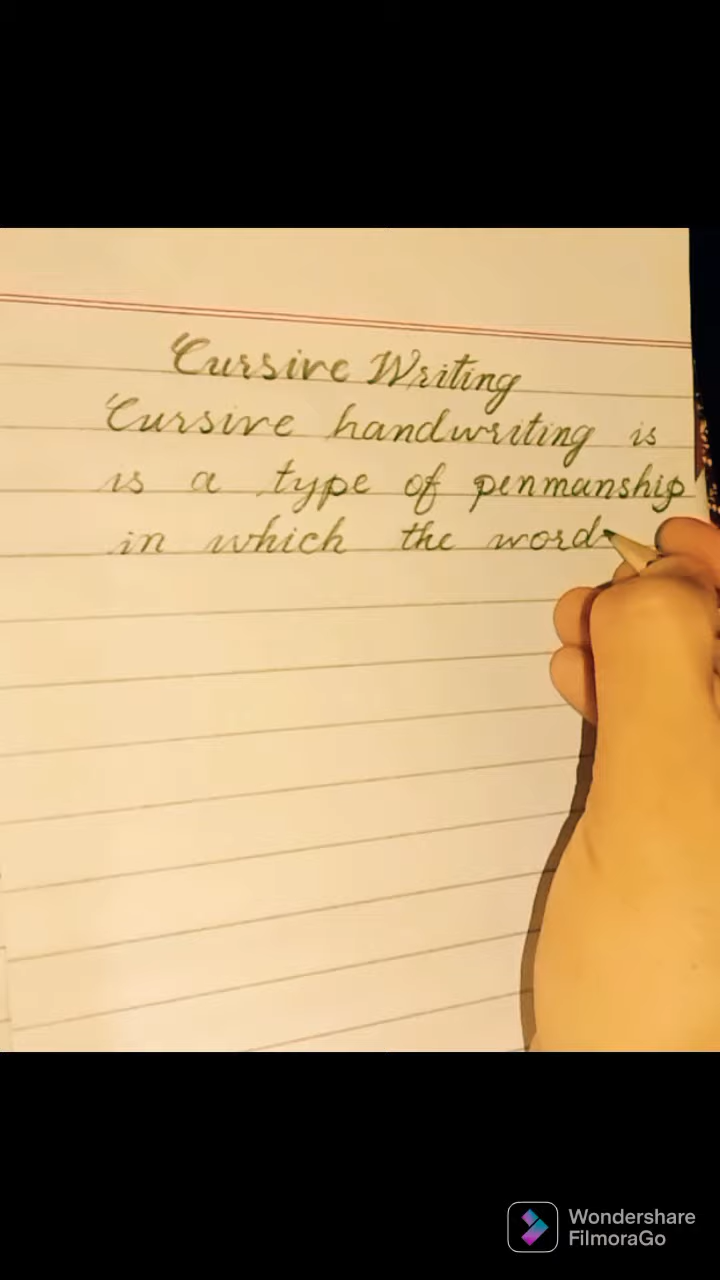 Cursive Writing
Cursive handwriting is
is a type of penmanship
in which the word
Wondershare
FilmoraGo